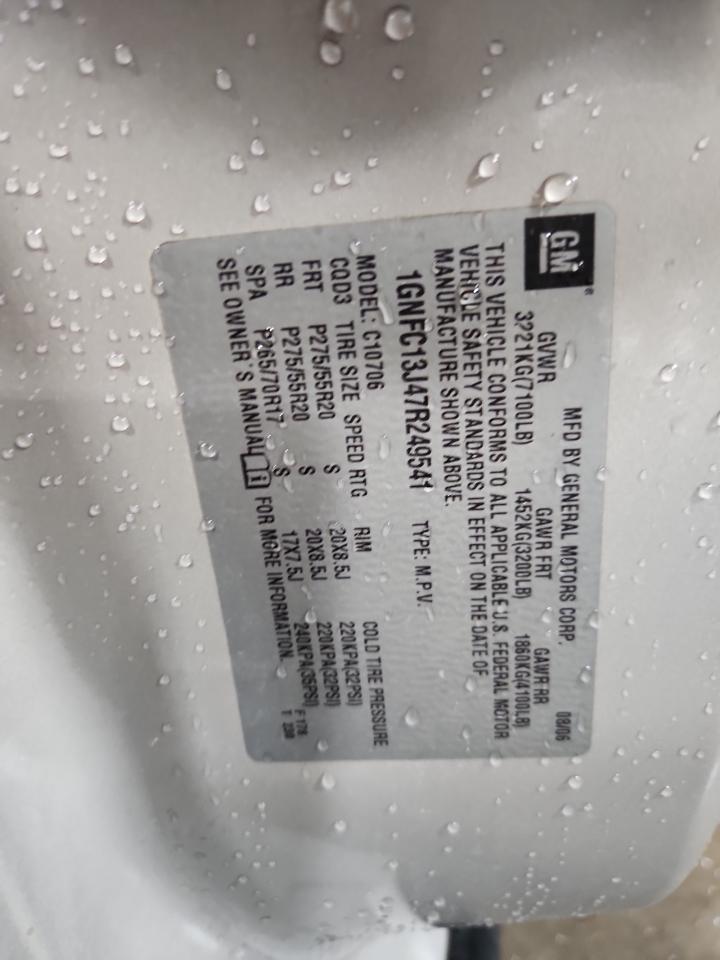 GM®
MFD BY GENERAL MOTORS CORP. 08/06
GVWR GAWR FRT GAWR RR
3221KG(7100LB) 1452KG(3200LB) 1860KG(4100LB)
THIS VEHICLE CONFORMS TO ALL APPLICABLE U.S. FEDERAL MOTOR
VEHICLE SAFETY STANDARDS IN EFFECT ON THE DATE OF
MANUFACTURE SHOWN ABOVE.
1GNFC13J47R249541 TYPE: M.P.V.
MODEL: C10706
CQD3 TIRE SIZE SPEED RTG RIM COLD TIRE PRESSURE
FRT P275/55R20 S 20X8.5J 220KPA(32PSI)
RR P275/55R20 S 20X8.5J 220KPA(32PSI)
SPA P265/70R17 S 17X7.5J 240KPA(35PSI)
SEE OWNER'S MANUAL FOR MORE INFORMATION.
F 178